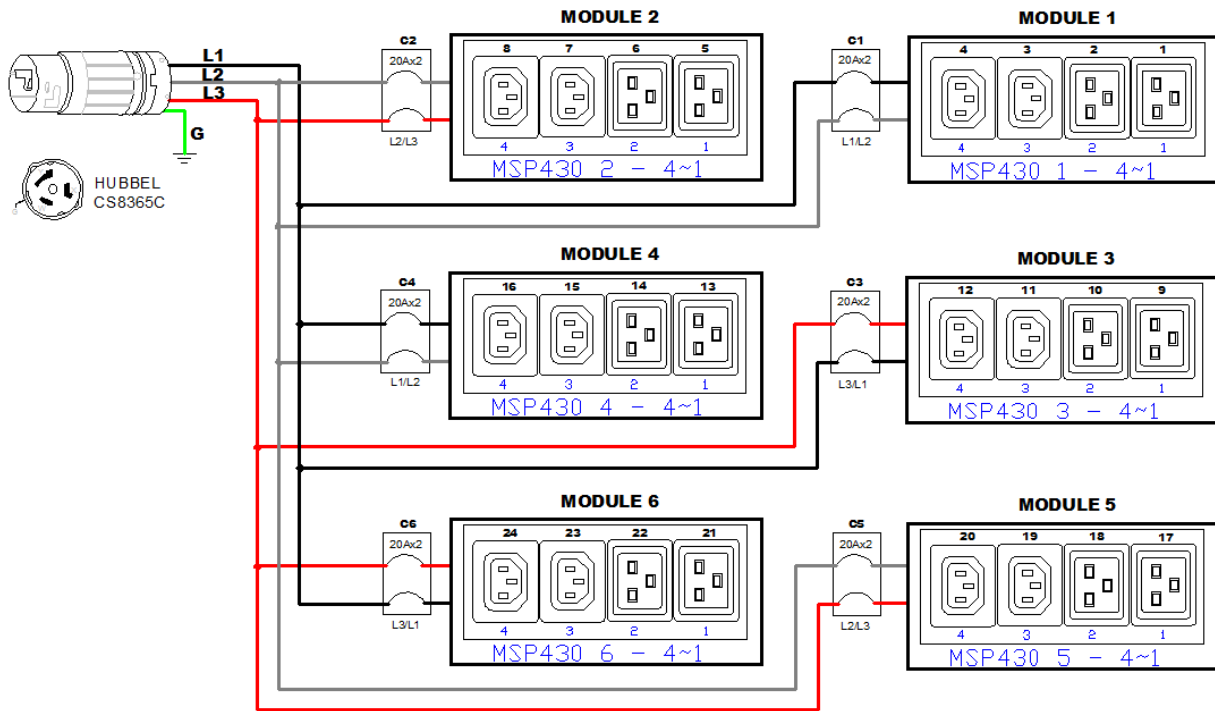 MODULE 2
MODULE 1
L1
L2
L3
G
HUBBEL
CS8365C
C2
20Ax2
L2/L3
8 7 6 5
4 3 2 1
MSP430 2 - 4~1
C1
20Ax2
L1/L2
4 3 2 1
4 3 2 1
MSP430 1 - 4~1
MODULE 4
MODULE 3
C4
20Ax2
L1/L2
16 15 14 13
4 3 2 1
MSP430 4 - 4~1
C3
20Ax2
L3/L1
12 11 10 9
4 3 2 1
MSP430 3 - 4~1
MODULE 6
MODULE 5
C6
20Ax2
L3/L1
24 23 22 21
4 3 2 1
MSP430 6 - 4~1
C5
20Ax2
L2/L3
20 19 18 17
4 3 2 1
MSP430 5 - 4~1